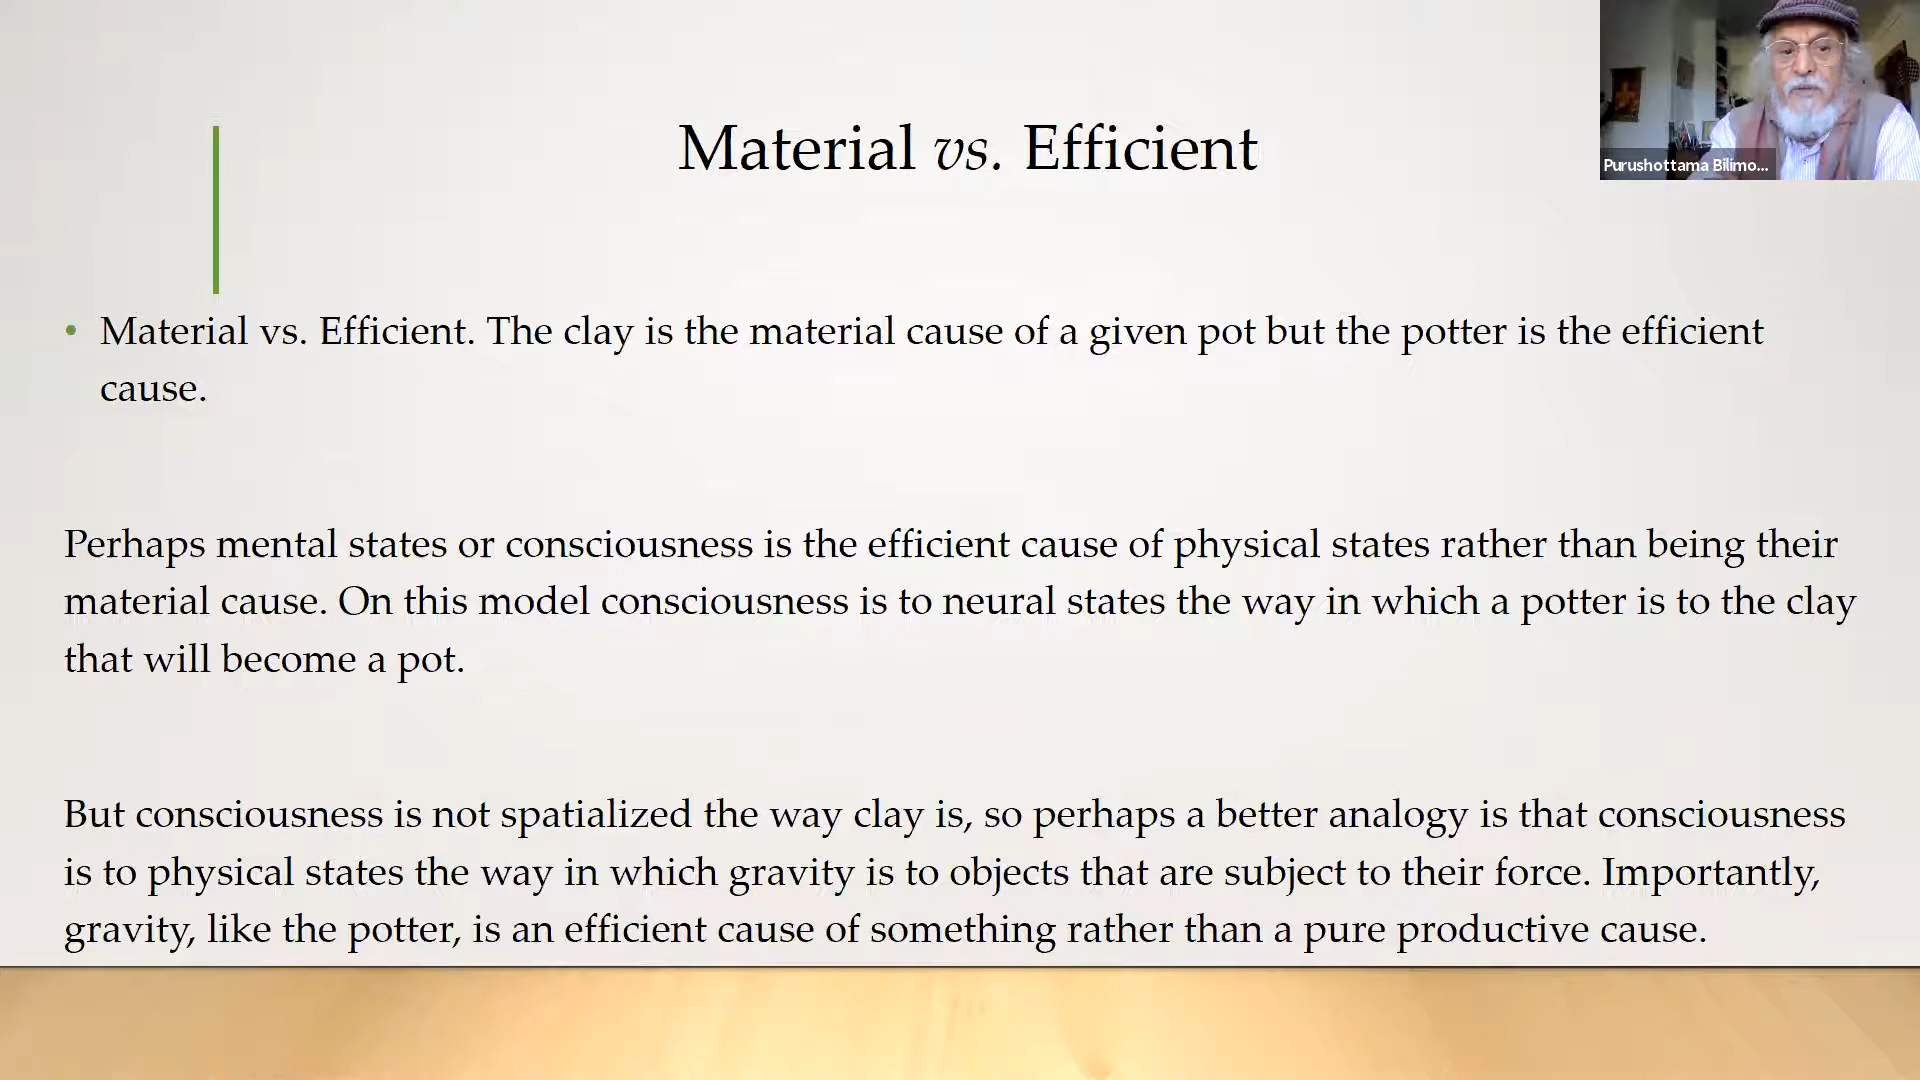 Material vs. Efficient
Purushottama Bilimo...
• Material vs. Efficient. The clay is the material cause of a given pot but the potter is the efficient
cause.
Perhaps mental states or consciousness is the efficient cause of physical states rather than being their
material cause. On this model consciousness is to neural states the way in which a potter is to the clay
that will become a pot.
But consciousness is not spatialized the way clay is, so perhaps a better analogy is that consciousness
is to physical states the way in which gravity is to objects that are subject to their force. Importantly,
gravity, like the potter, is an efficient cause of something rather than a pure productive cause.